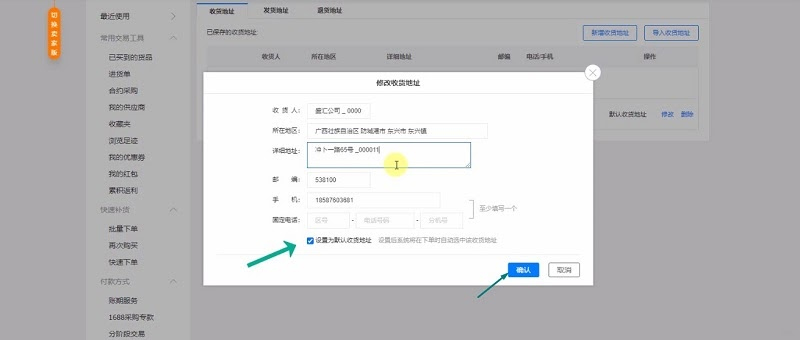 切换卖家版
最近使用
常用交易工具
已买到的货品
进货单
合约采购
我的供应商
收藏夹
浏览足迹
我的优惠券
我的红包
累积返利
快速补货
批量下单
再次购买
快速下单
付款方式
账期服务
1688采购专款
分阶段交易
收货地址 发货地址 退货地址
已保存的收货地址
新增收货地址 导入收货地址
收货人 所在地区 详细地址 邮编 电话/手机 操作
默认收货地址 修改 删除
修改收货地址
收 货 人: 盛汇公司 _ 0000
所在地区: 广西壮族自治区 防城港市 东兴市 东兴镇
详细地址: 冲卜一路65号 _000011
邮 编: 538100
手 机: 18587603681
至少填写一个
固定电话: 区号 - 电话号码 - 分机号
设置为默认收货地址 设置后系统将在下单时自动选中该收货地址
确认 取消